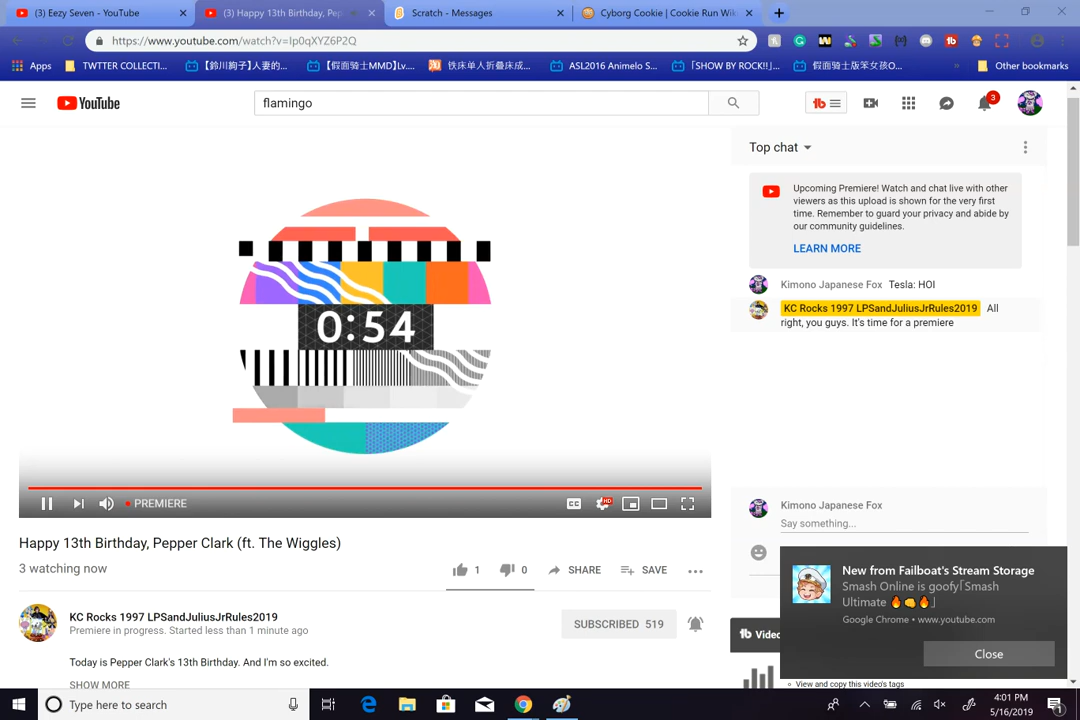 (3) Eezy Seven - YouTube
(3) Happy 13th Birthday, Pep
Scratch - Messages
Cyborg Cookie | Cookie Run Wiki
https://www.youtube.com/watch?v=Ip0qXYZ6P2Q
Apps
TWTTER COLLECTI...
【鈴川絢子】人妻的...
【假面骑士MMD】Lv....
铁床单人折叠床成...
ASL2016 Animelo S...
「SHOW BY ROCK!!」...
假面骑士版笨女孩O...
»
Other bookmarks
YouTube
flamingo
tb
3
Top chat
Upcoming Premiere! Watch and chat live with other
viewers as this upload is shown for the very first
time. Remember to guard your privacy and abide by
our community guidelines.
LEARN MORE
Kimono Japanese Fox Tesla: HOI
KC Rocks 1997 LPSandJuliusJrRules2019 All
right, you guys. It's time for a premiere
0:54
PREMIERE
CC
HD
Happy 13th Birthday, Pepper Clark (ft. The Wiggles)
3 watching now
1
0
SHARE
SAVE
KC Rocks 1997 LPSandJuliusJrRules2019
Premiere in progress. Started less than 1 minute ago
SUBSCRIBED 519
Today is Pepper Clark's 13th Birthday. And I'm so excited.
SHOW MORE
Kimono Japanese Fox
Say something...
New from Failboat's Stream Storage
Smash Online is goofy「Smash
Ultimate 🔥👊🔥」
Google Chrome • www.youtube.com
Close
tb Videc
View and copy this video's tags
Type here to search
4:01 PM
5/16/2019
1